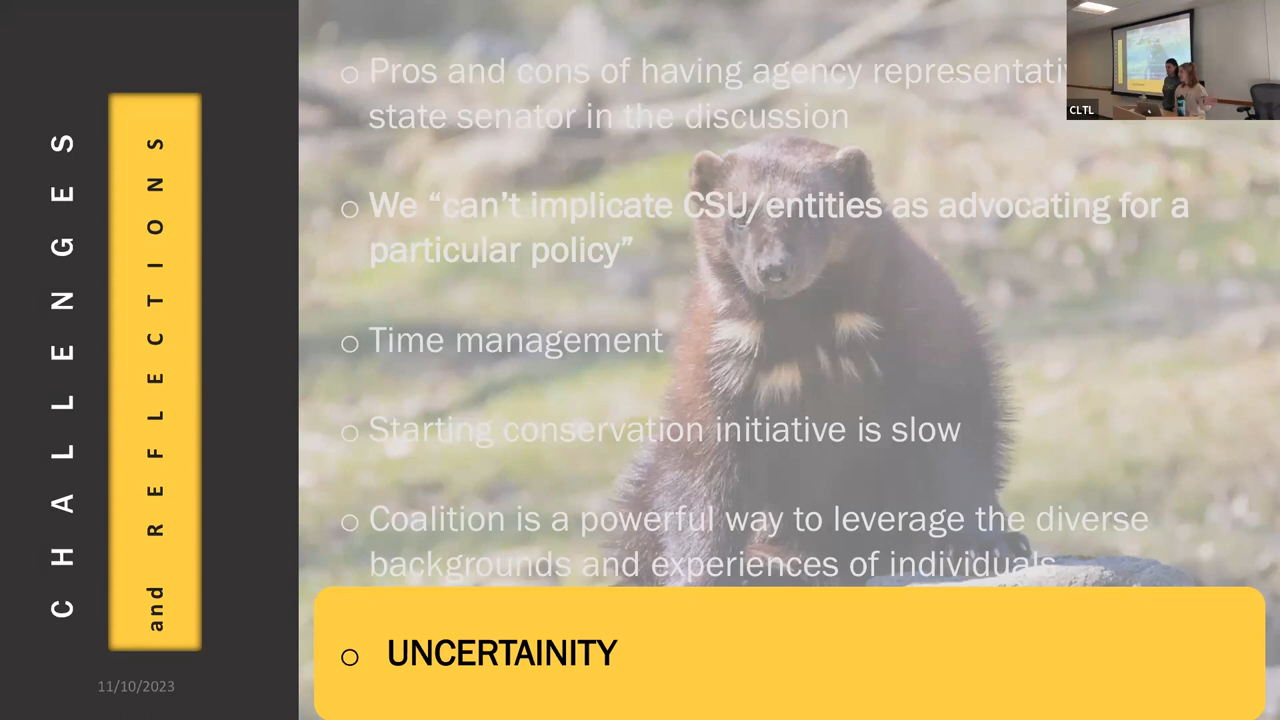 CHALLENGES
and REFLECTIONS
11/10/2023
○ Pros and cons of having agency
state senator in the discussion
○ We “can’t implicate CSU/entities as advocating for a
particular policy”
○ Time management
○ Starting conservation initiative is slow
○ Coalition is a powerful way to leverage the diverse
backgrounds and experiences of individuals
○ UNCERTAINITY
CLTL